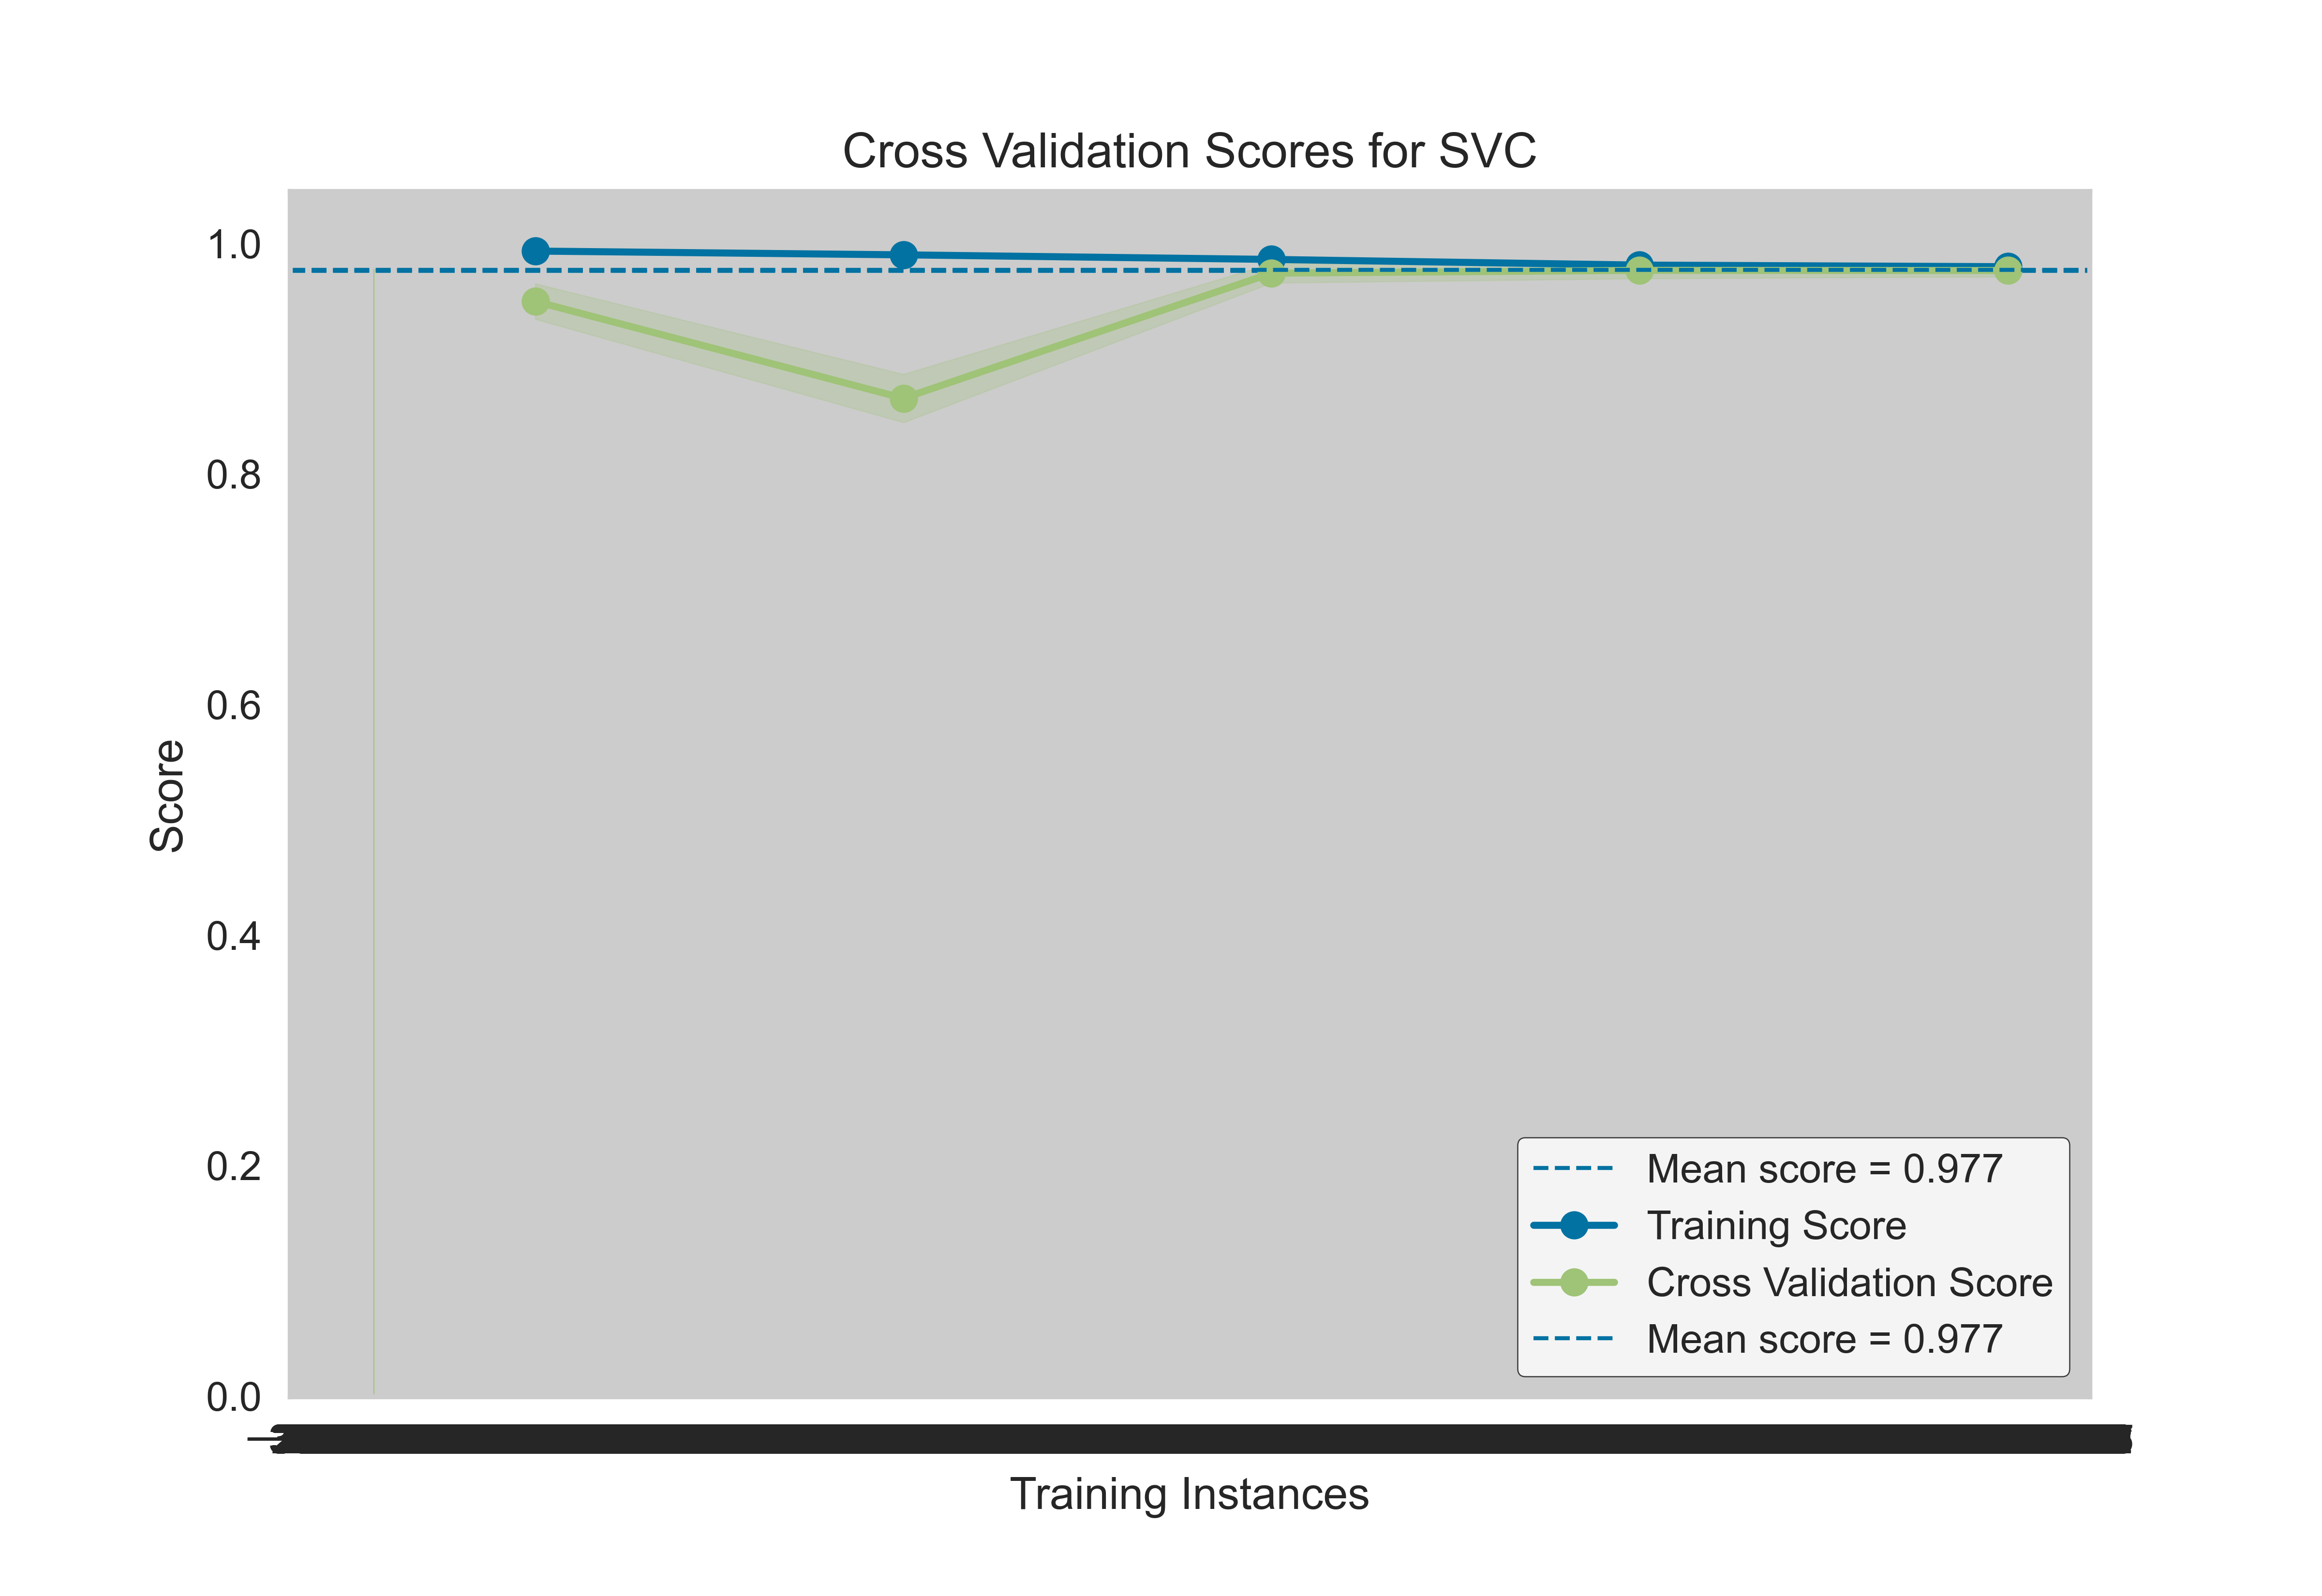 Cross Validation Scores for SVC
1.0
0.8
0.6
0.4
0.2
0.0
Score
Mean score = 0.977
Training Score
Cross Validation Score
Mean score = 0.977
Training Instances